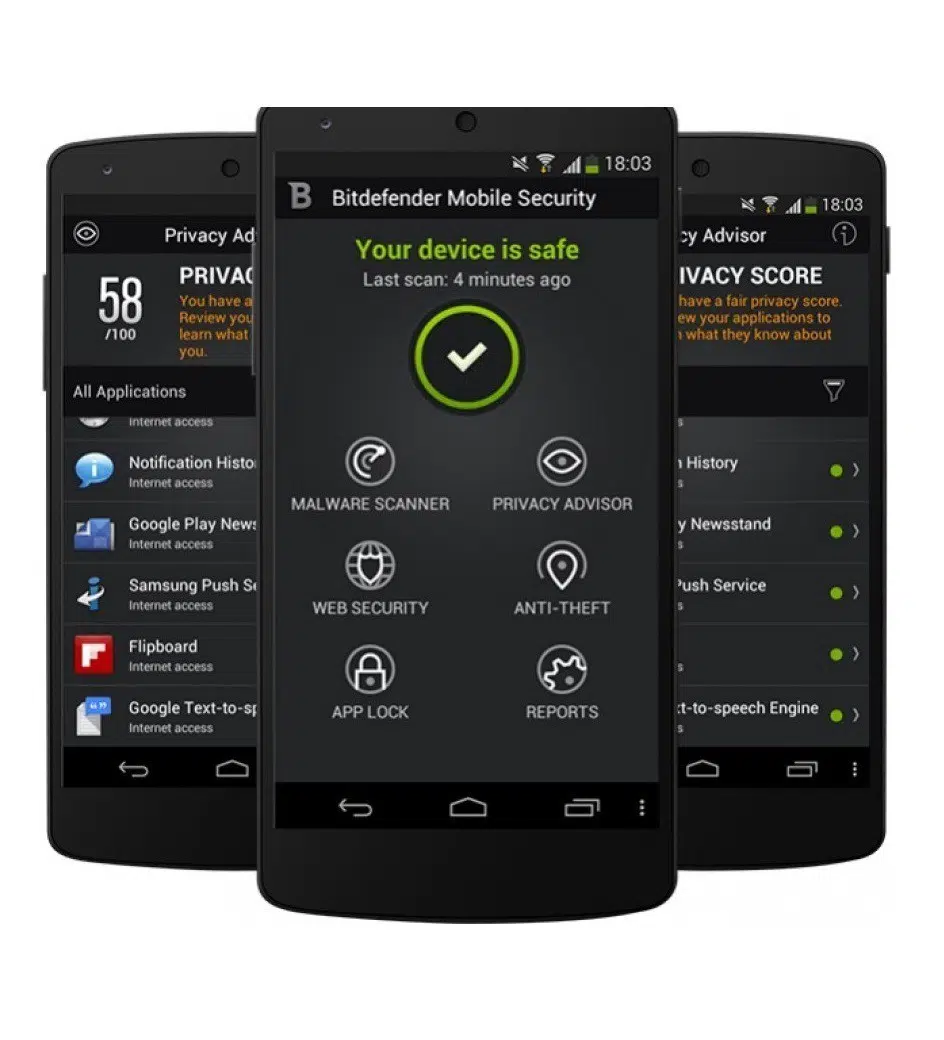 18:03
Bitdefender Mobile Security
Your device is safe
Last scan: 4 minutes ago
MALWARE SCANNER
PRIVACY ADVISOR
WEB SECURITY
ANTI-THEFT
APP LOCK
REPORTS
Privacy Ad
58
/100
PRIVAC
You have a
Review you
learn what
you.
All Applications
Internet access
Notification Histo
Internet access
Google Play News
Internet access
Samsung Push Se
Internet access
Flipboard
Internet access
Google Text-to-sp
Internet access
18:03
cy Advisor
IVACY SCORE
have a fair privacy score.
ew your applications to
what they know about
s
History
s
y Newsstand
s
Push Service
s
s
xt-to-speech Engine
s